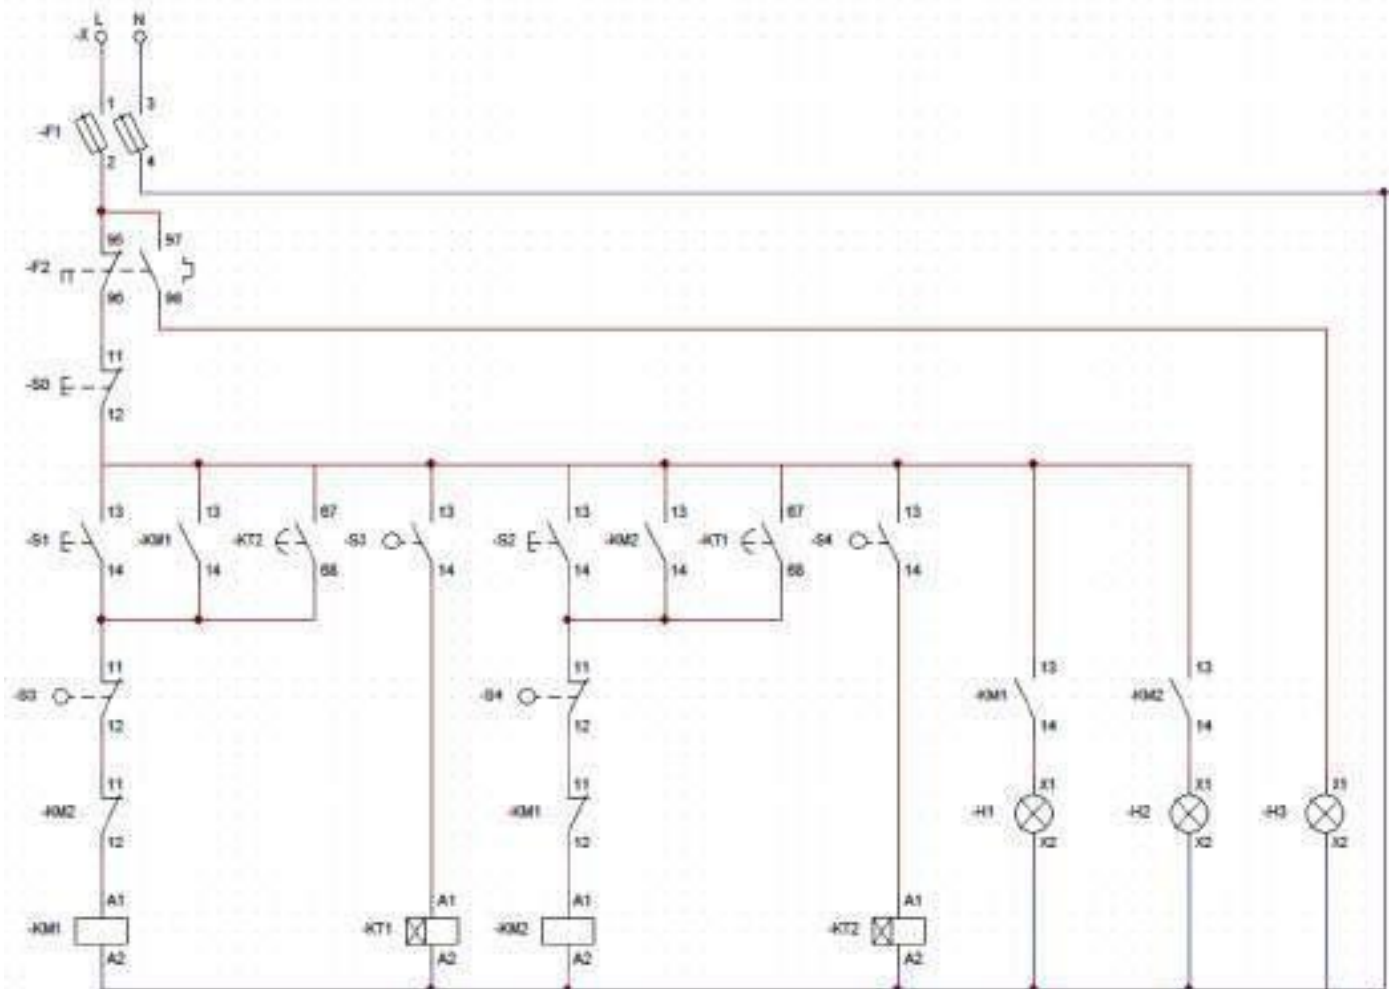 L N
-X
1 3
-F1
2 4
95 97
-F2
96 98
11
-S0
12
13 13 67 13 13 13 67 13
-S1 -KM1 -KT2 -S3 -S2 -KM2 -KT1 -S4
14 14 68 14 14 14 68 14
11 11 13 13
-S3 -S4 -KM1 -KM2
12 12 14 14
11 11 X1 X1 X1
-KM2 -KM1 -H1 -H2 -H3
12 12 X2 X2 X2
A1 A1 A1 A1
-KM1 -KT1 -KM2 -KT2
A2 A2 A2 A2